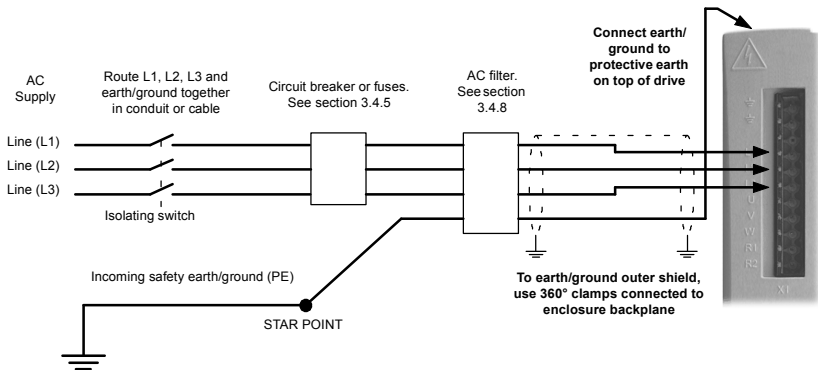 Connect earth/
ground to
protective earth
on top of drive
AC
Supply
Route L1, L2, L3 and
earth/ground together
in conduit or cable
Circuit breaker or fuses.
See section 3.4.5
AC filter.
See section
3.4.8
Line (L1)
Line (L2)
Line (L3)
Isolating switch
U
V
W
R1
R2
X1
Incoming safety earth/ground (PE)
STAR POINT
To earth/ground outer shield,
use 360° clamps connected to
enclosure backplane